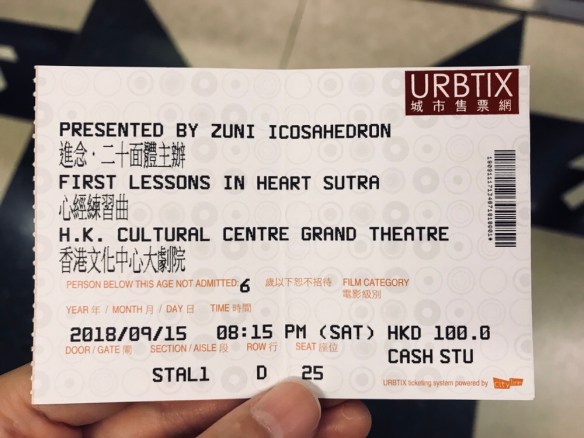 URBTIX
城市售票網
PRESENTED BY ZUNI ICOSAHEDRON
進念·二十面體主辦
FIRST LESSONS IN HEART SUTRA
心經練習曲
H.K. CULTURAL CENTRE GRAND THEATRE
香港文化中心大劇院
PERSON BELOW THIS AGE NOT ADMITTED: 6 歲以下恕不招待 FILM CATEGORY
電影級別
YEAR 年 / MONTH 月 / DAY 日 TIME 時間
2018/09/15 08:15 PM (SAT) HKD 100.0
DOOR / GATE 閘 SECTION / AISLE 段 ROW 行 SEAT 座位
CASH STU
STAL1 D 25
URBTIX ticketing system powered by